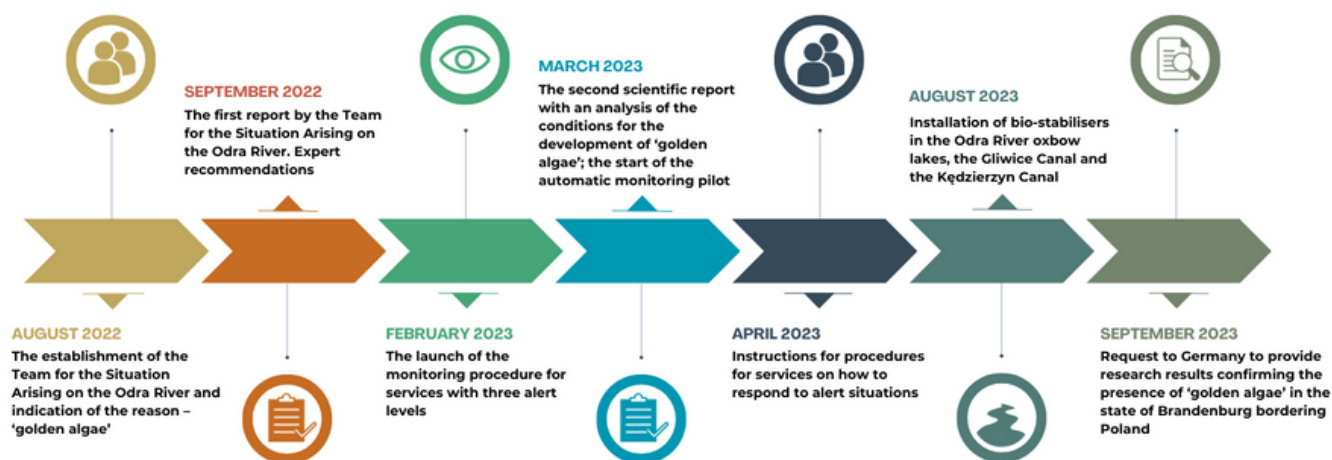 AUGUST 2022
The establishment of the
Team for the Situation
Arising on the Odra River and
indication of the reason –
‘golden algae’
SEPTEMBER 2022
The first report by the Team
for the Situation Arising on
the Odra River. Expert
recommendations
FEBRUARY 2023
The launch of the
monitoring procedure for
services with three alert
levels
MARCH 2023
The second scientific report
with an analysis of the
conditions for the
development of ‘golden
algae’; the start of the
automatic monitoring pilot
APRIL 2023
Instructions for procedures
for services on how to
respond to alert situations
AUGUST 2023
Installation of bio-stabilisers
in the Odra River oxbow
lakes, the Gliwice Canal and
the Kędzierzyn Canal
SEPTEMBER 2023
Request to Germany to provide
research results confirming the
presence of ‘golden algae’ in the
state of Brandenburg bordering
Poland